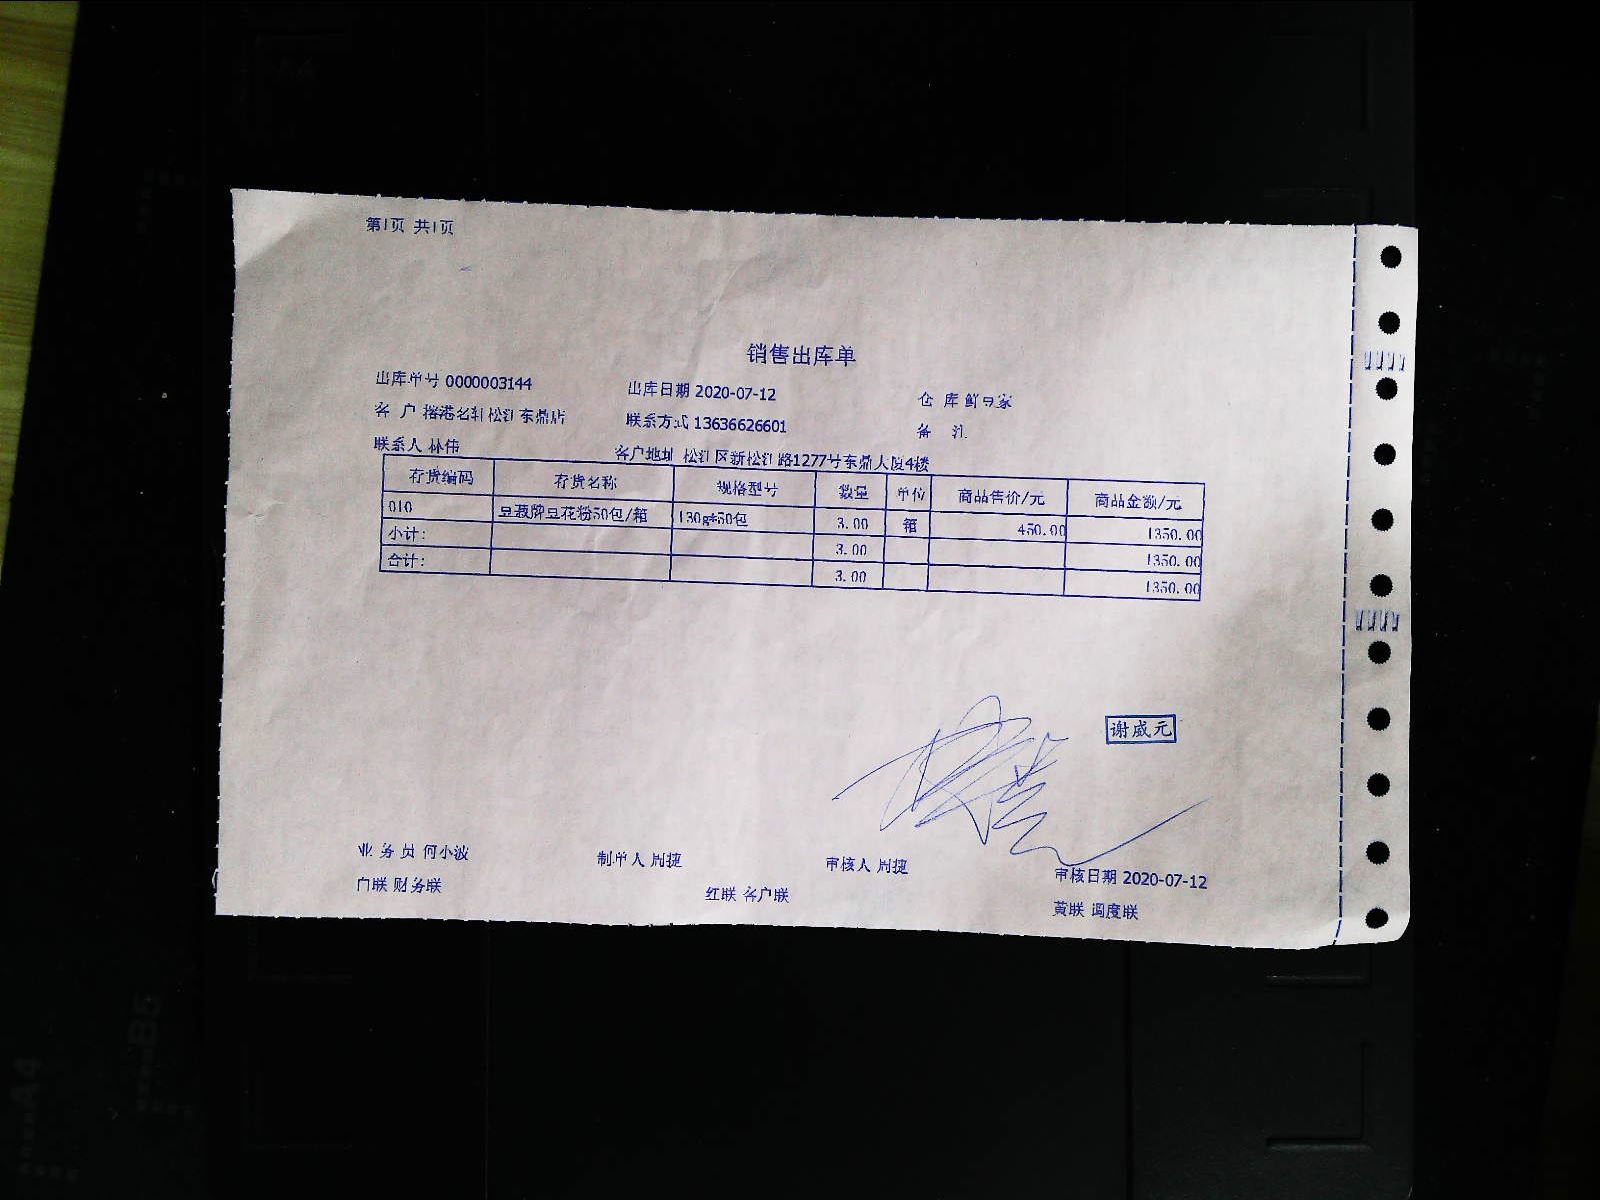 第1页 共1页
销售出库单
出库单号 0000003144 出库日期 2020-07-12 仓 库
客 户 港名轩松江东鼎店 联系方式 13636626601 备 注
联系人 林伟 客户地址 松江区新松江路1277号东鼎大厦4楼
存货编码 存货名称 规格型号 数量 单位 商品售价/元 商品金额/元
010 牌豆花粉50包/箱 130g*50包 3.00 箱 450.00 1350.00
小计: 3.00 1350.00
合计: 3.00 1350.00
谢威元
业 务 员 何小波 制单人 周捷 审核人 周捷 审核日期 2020-07-12
白联 财务联 红联 客户联 黄联 调度联
A4
B5